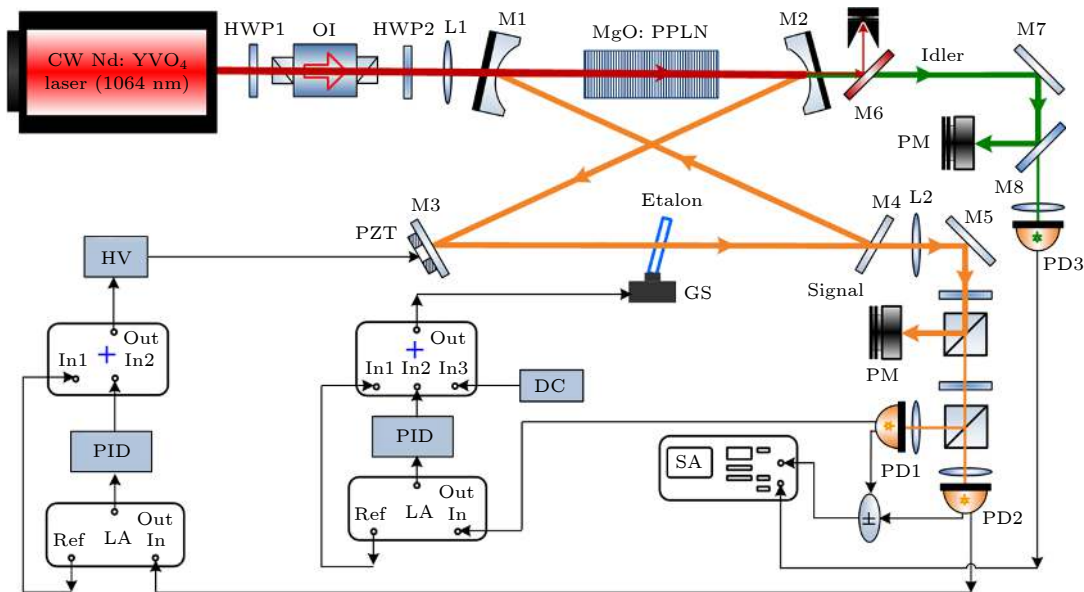 HWP1
OI
HWP2
L1
M1
MgO: PPLN
M2
M7
CW Nd: YVO₄
laser (1064 nm)
Idler
M6
PM
M8
M3
Etalon
M4
L2
M5
PZT
HV
PD3
GS
Signal
Out
In1
In2
Out
In1
In2
In3
DC
PM
PID
PID
SA
PD1
Out
Ref
LA
In
PD2
±
Out
Ref
LA
In